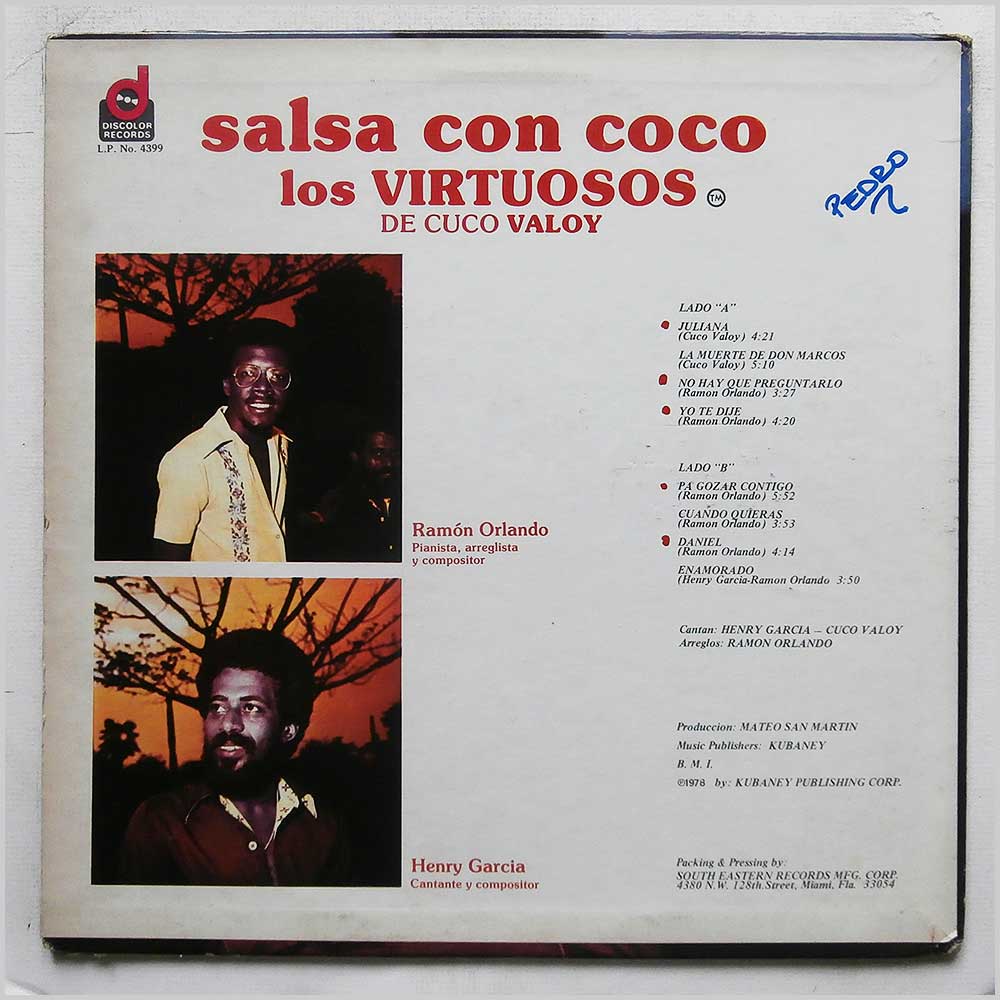 d
DISCOLOR
RECORDS
L.P. No. 4399
salsa con coco
los VIRTUOSOS TM
DE CUCO VALOY
PEDRO
Ramón Orlando
Pianista, arreglista
y compositor
Henry Garcia
Cantante y compositor
LADO "A"
JULIANA
(Cuco Valoy) 4:21
LA MUERTE DE DON MARCOS
(Cuco Valoy) 5:10
NO HAY QUE PREGUNTARLO
(Ramon Orlando) 3:27
YO TE DIJE
(Ramon Orlando) 4:20
LADO "B"
PA GOZAR CONTIGO
(Ramon Orlando) 5:52
CUANDO QUIERAS
(Ramon Orlando) 3:53
DANIEL
(Ramon Orlando) 4:14
ENAMORADO
(Henry Garcia-Ramon Orlando 3:50
Cantan: HENRY GARCIA – CUCO VALOY
Arreglos: RAMON ORLANDO
Produccion: MATEO SAN MARTIN
Music Publishers: KUBANEY
B. M. I.
℗1978 by: KUBANEY PUBLISHING CORP.
Packing & Pressing by:
SOUTH EASTERN RECORDS MFG. CORP.
4380 N.W. 128th.Street, Miami, Fla. 33054